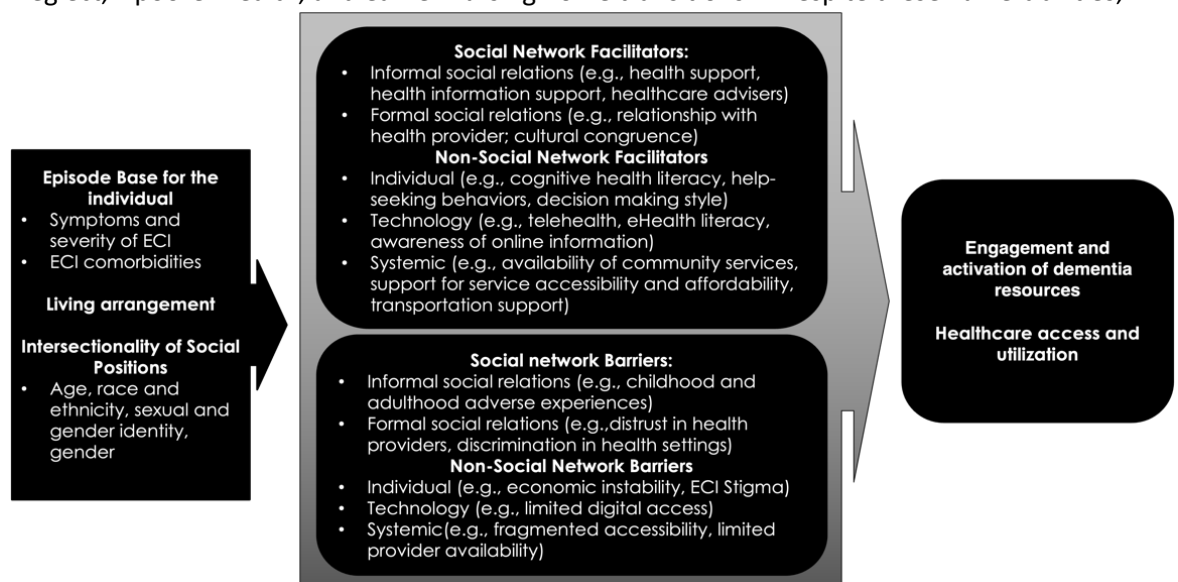 Social Network Facilitators:
• Informal social relations (e.g., health support,
health information support, healthcare advisers)
• Formal social relations (e.g., relationship with
health provider; cultural congruence)
Non-Social Network Facilitators
• Individual (e.g., cognitive health literacy, help-
seeking behaviors, decision making style)
• Technology (e.g., telehealth, eHealth literacy,
awareness of online information)
• Systemic (e.g., availability of community services,
support for service accessibility and affordability,
transportation support)
Episode Base for the
individual
• Symptoms and
severity of ECI
• ECI comorbidities
Living arrangement
Intersectionality of Social
Positions
• Age, race and
ethnicity, sexual and
gender identity,
gender
Social network Barriers:
• Informal social relations (e.g., childhood and
adulthood adverse experiences)
• Formal social relations (e.g.,distrust in health
providers, discrimination in health settings)
Non-Social Network Barriers
• Individual (e.g., economic instability, ECI Stigma)
• Technology (e.g., limited digital access)
• Systemic(e.g., fragmented accessibility, limited
provider availability)
Engagement and
activation of dementia
resources
Healthcare access and
utilization